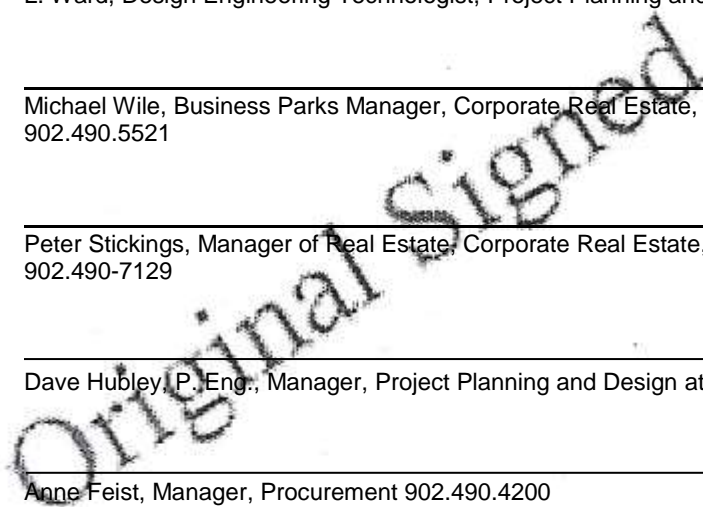 L. Ward, Design Engineering Technologist, Project Planning and
Michael Wile, Business Parks Manager, Corporate Real Estate,
902.490.5521
Peter Stickings, Manager of Real Estate, Corporate Real Estate,
902.490-7129
Dave Hubley, P. Eng., Manager, Project Planning and Design at
Anne Feist, Manager, Procurement 902.490.4200
Original Signed